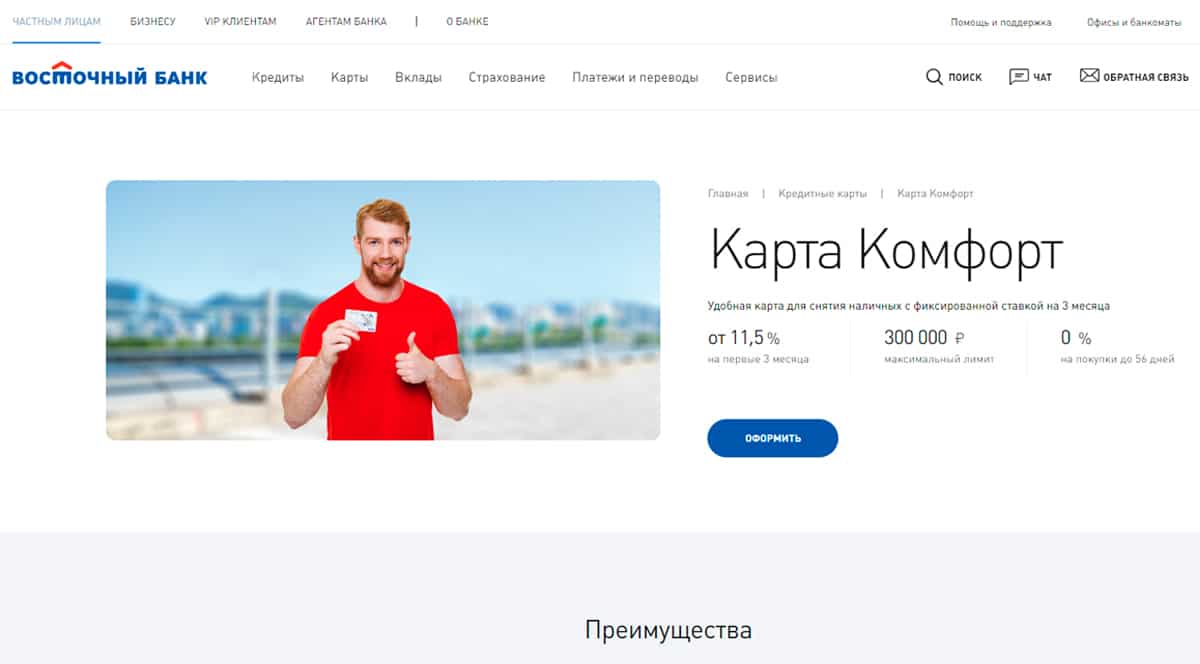 ЧАСТНЫМ ЛИЦАМ БИЗНЕСУ VIP КЛИЕНТАМ АГЕНТАМ БАНКА | О БАНКЕ Помощь и поддержка Офисы и банкоматы
ВОСТОЧНЫЙ БАНК Кредиты Карты Вклады Страхование Платежи и переводы Сервисы ПОИСК ЧАТ ОБРАТНАЯ СВЯЗЬ
Главная | Кредитные карты | Карта Комфорт
Карта Комфорт
Удобная карта для снятия наличных с фиксированной ставкой на 3 месяца
от 11,5 % 300 000 ₽ 0 %
на первые 3 месяца максимальный лимит на покупки до 56 дней
ОФОРМИТЬ
Преимущества